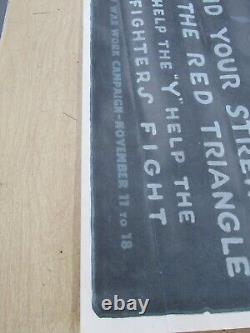 D YOUR STRE
THE RED TRIANGLE
HELP THE "Y" HELP THE
FIGHTERS FIGHT
WAR WORK CAMPAIGN-NOVEMBER 11 TO 18